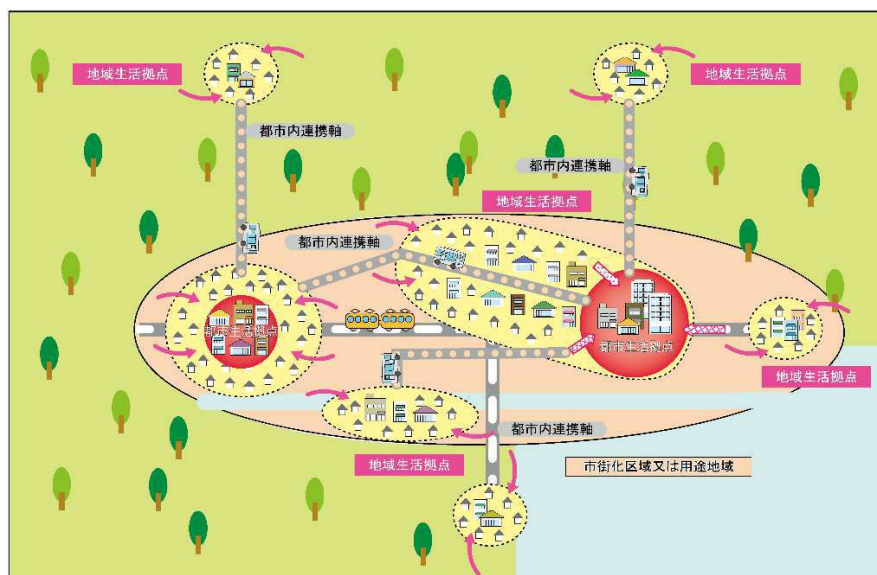 地域生活拠点
地域生活拠点
都市内連携軸
都市内連携軸
地域生活拠点
都市内連携軸
都市生活拠点
都市生活拠点
地域生活拠点
都市内連携軸
地域生活拠点
市街化区域又は用途地域